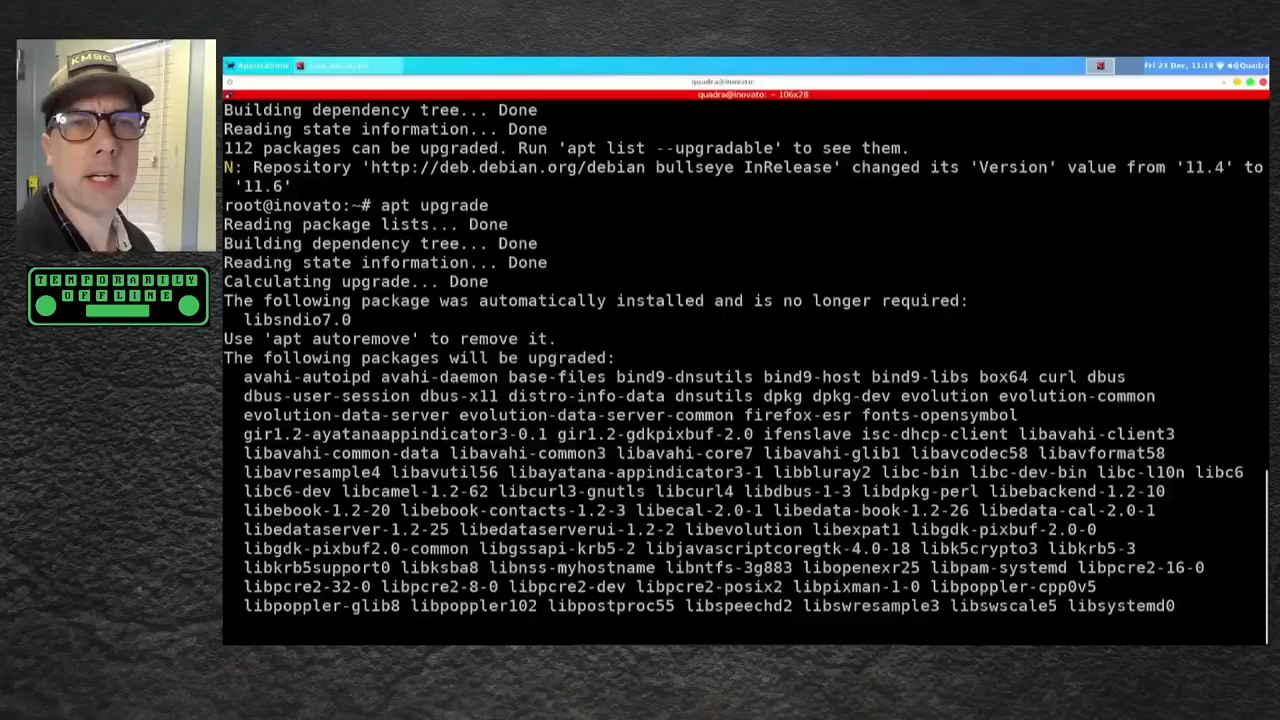 KMSG
TEMPORARILY
OFFLINE
Applications
Fri 23 Dec, 11:18 Quadra
quadra@inovato:
quadra@inovato: ~ 106x28
Building dependency tree... Done
Reading state information... Done
112 packages can be upgraded. Run 'apt list --upgradable' to see them.
N: Repository 'http://deb.debian.org/debian bullseye InRelease' changed its 'Version' value from '11.4' to
'11.6'
root@inovato:~# apt upgrade
Reading package lists... Done
Building dependency tree... Done
Reading state information... Done
Calculating upgrade... Done
The following package was automatically installed and is no longer required:
libsndio7.0
Use 'apt autoremove' to remove it.
The following packages will be upgraded:
avahi-autoipd avahi-daemon base-files bind9-dnsutils bind9-host bind9-libs box64 curl dbus
dbus-user-session dbus-x11 distro-info-data dnsutils dpkg dpkg-dev evolution evolution-common
evolution-data-server evolution-data-server-common firefox-esr fonts-opensymbol
gir1.2-ayatanaappindicator3-0.1 gir1.2-gdkpixbuf-2.0 ifenslave isc-dhcp-client libavahi-client3
libavahi-common-data libavahi-common3 libavahi-core7 libavahi-glib1 libavcodec58 libavformat58
libavresample4 libavutil56 libayatana-appindicator3-1 libbluray2 libc-bin libc-dev-bin libc-l10n libc6
libc6-dev libcamel-1.2-62 libcurl3-gnutls libcurl4 libdbus-1-3 libdpkg-perl libebackend-1.2-10
libebook-1.2-20 libebook-contacts-1.2-3 libecal-2.0-1 libedata-book-1.2-26 libedata-cal-2.0-1
libedataserver-1.2-25 libedataserverui-1.2-2 libevolution libexpat1 libgdk-pixbuf-2.0-0
libgdk-pixbuf2.0-common libgssapi-krb5-2 libjavascriptcoregtk-4.0-18 libk5crypto3 libkrb5-3
libkrb5support0 libksba8 libnss-myhostname libntfs-3g883 libopenexr25 libpam-systemd libpcre2-16-0
libpcre2-32-0 libpcre2-8-0 libpcre2-dev libpcre2-posix2 libpixman-1-0 libpoppler-cpp0v5
libpoppler-glib8 libpoppler102 libpostproc55 libspeechd2 libswresample3 libswscale5 libsystemd0